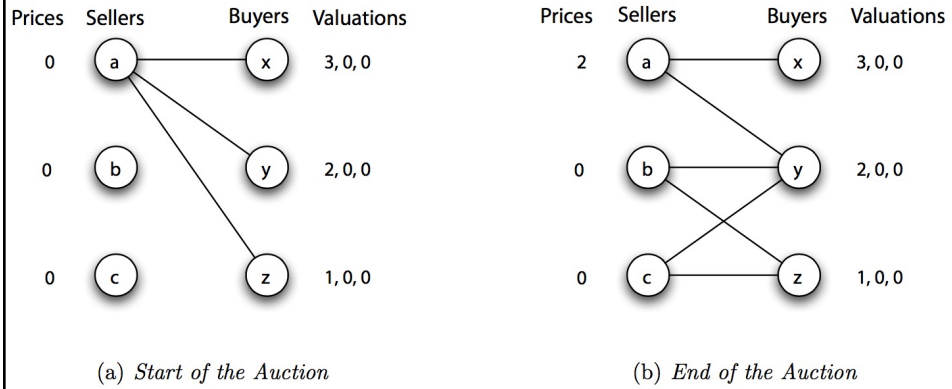 Prices Sellers Buyers Valuations
0 a x 3, 0, 0
0 b y 2, 0, 0
0 c z 1, 0, 0
(a) Start of the Auction
Prices Sellers Buyers Valuations
2 a x 3, 0, 0
0 b y 2, 0, 0
0 c z 1, 0, 0
(b) End of the Auction